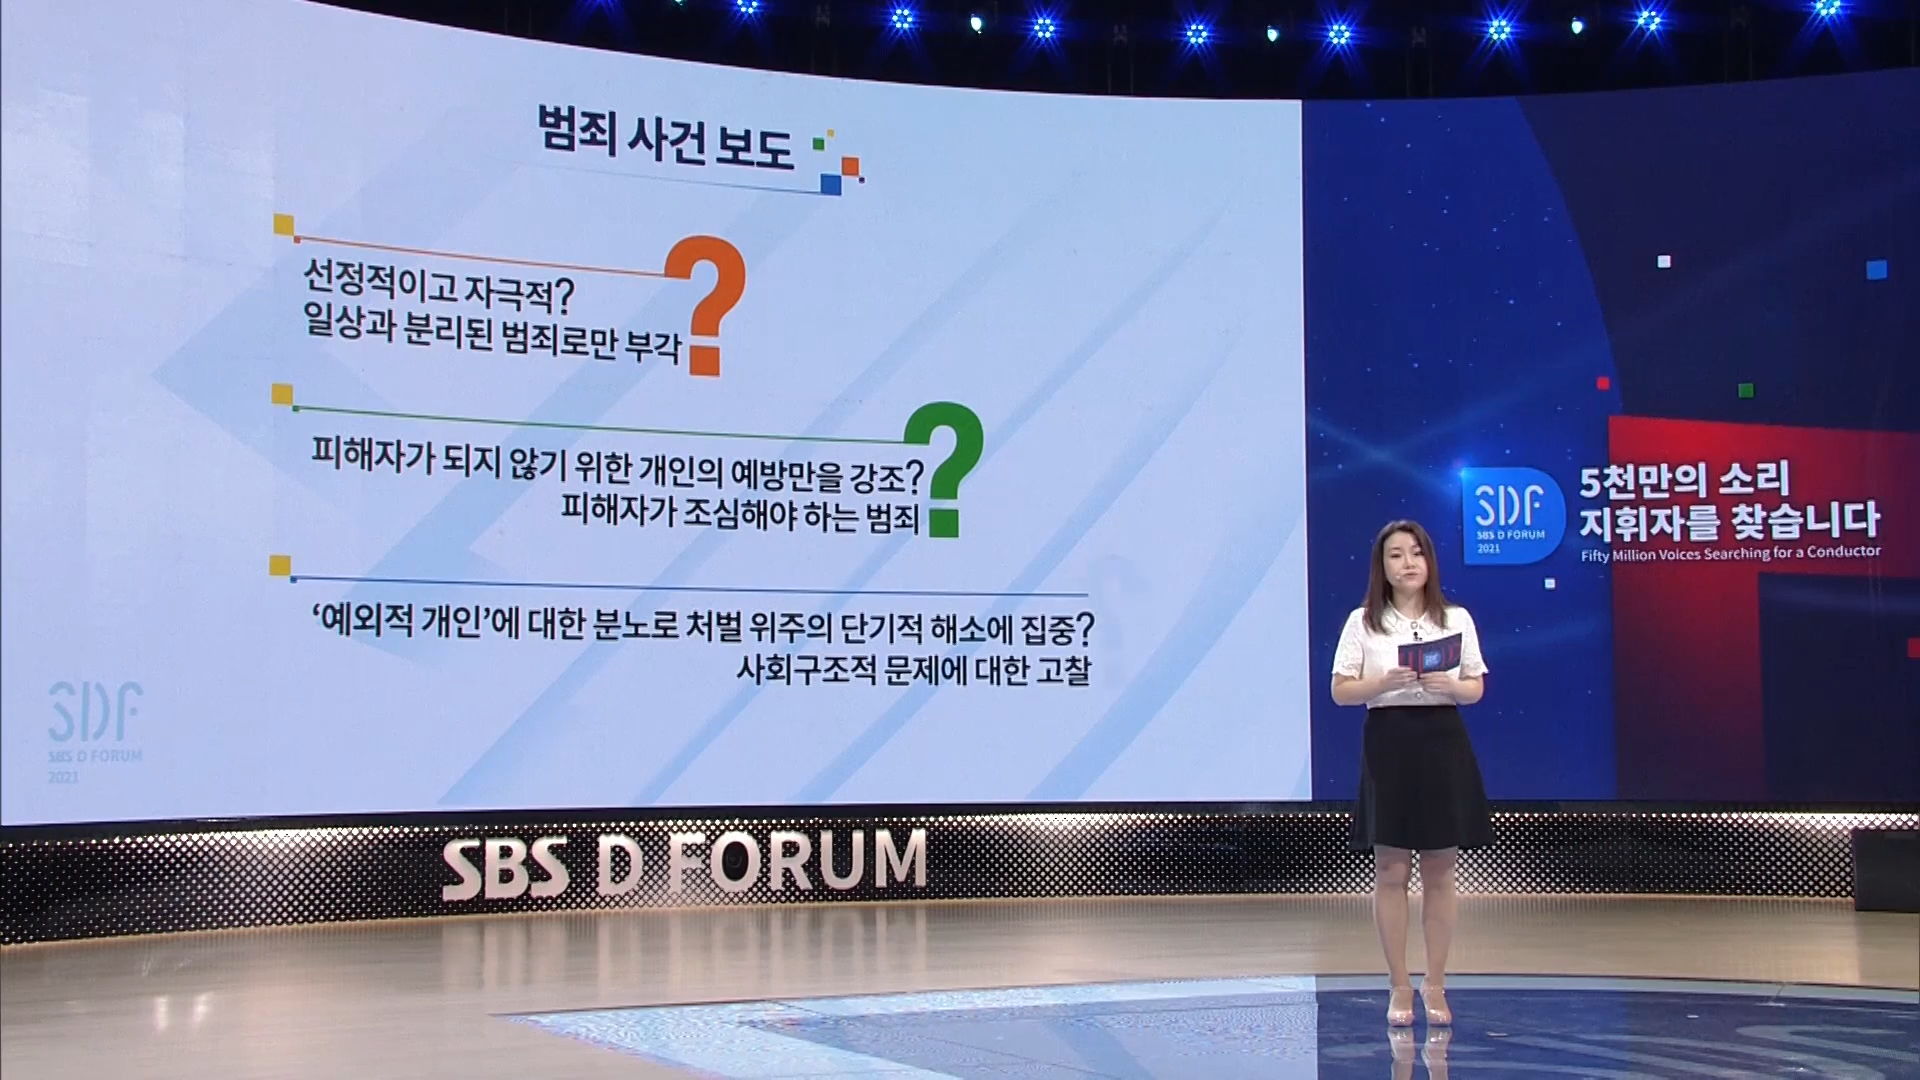 범죄 사건 보도
선정적이고 자극적?
일상과 분리된 범죄로만 부각
피해자가 되지 않기 위한 개인의 예방만을 강조?
피해자가 조심해야 하는 범죄
‘예외적 개인’에 대한 분노로 처벌 위주의 단기적 해소에 집중?
사회구조적 문제에 대한 고찰
SDF
SBS D FORUM
2021
SDF
SBS D FORUM
2021
5천만의 소리
지휘자를 찾습니다
Fifty Million Voices Searching for a Conductor
SBS D FORUM